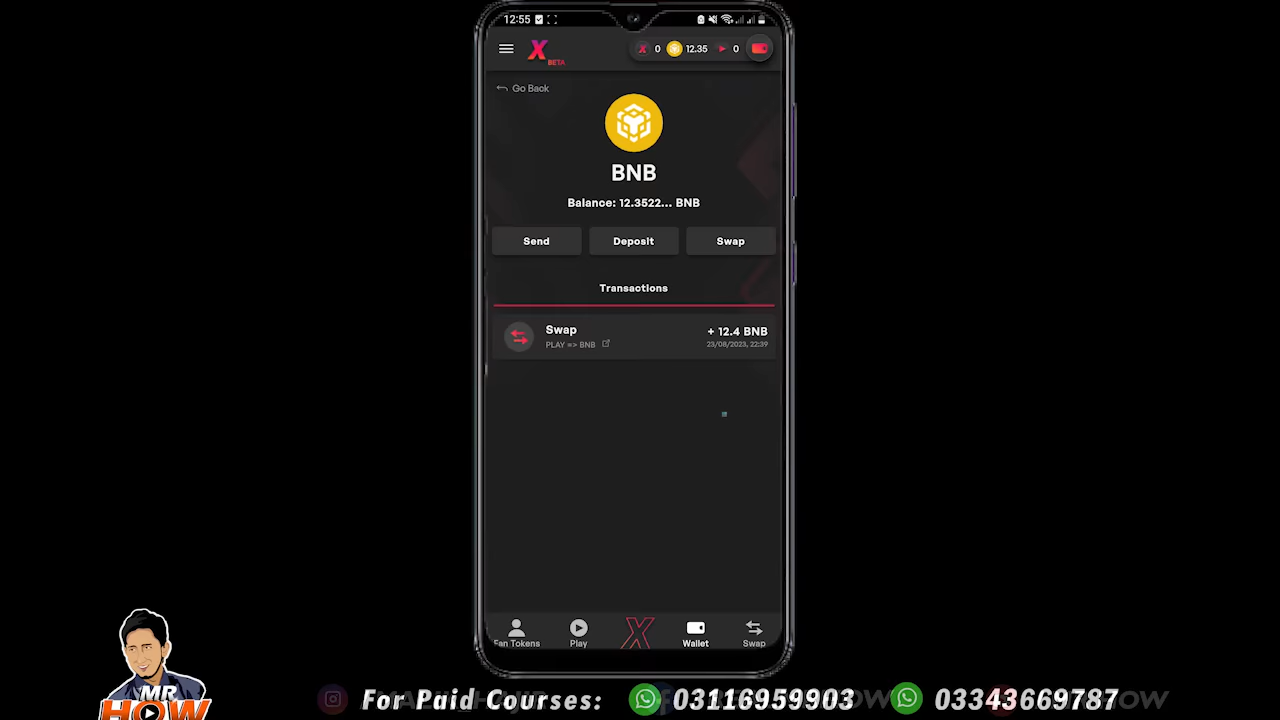 12:55
X
BETA
0 12.35 0
Go Back
BNB
Balance: 12.3522... BNB
Send Deposit Swap
Transactions
Swap + 12.4 BNB
PLAY => BNB 23/08/2023, 22:39
Fan Tokens Play Wallet Swap
MR
HOW
For Paid Courses: 03116959903 03343669787